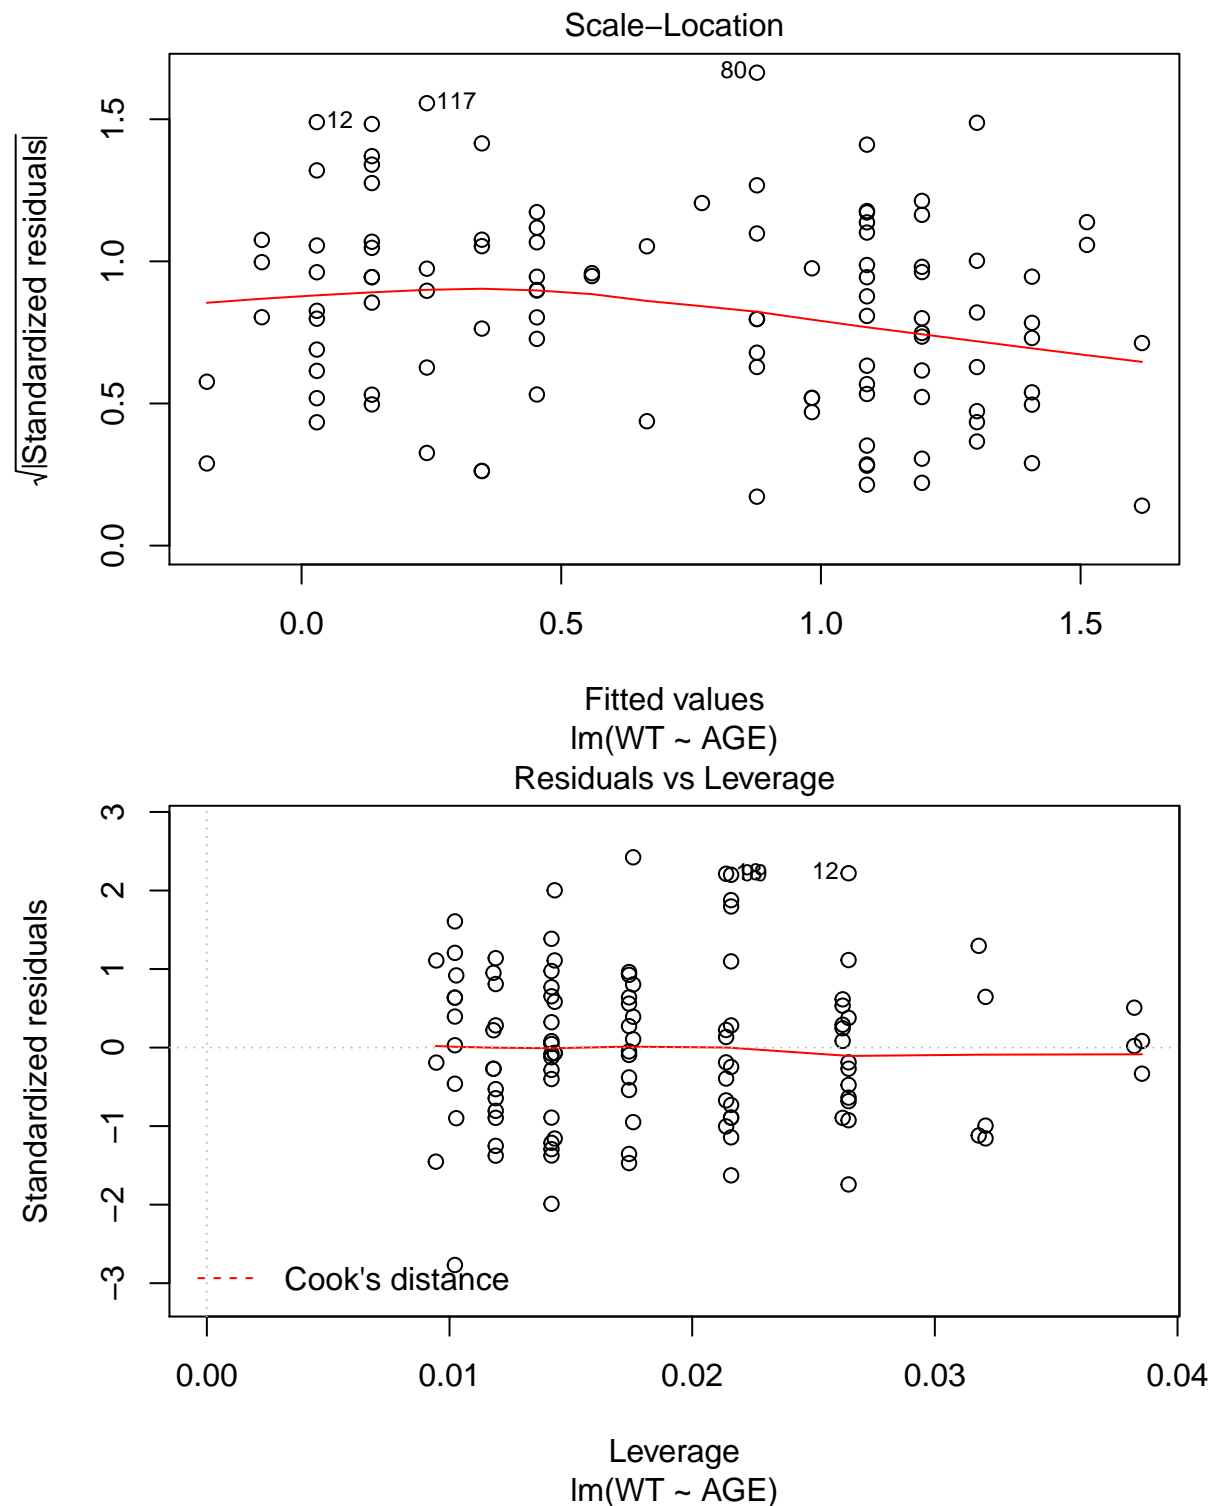 Scale−Location
80
117
12
√|Standardized residuals|
0.0 0.5 1.0 1.5
0.0 0.5 1.0 1.5
Fitted values
lm(WT ~ AGE)
Residuals vs Leverage
12
Standardized residuals
−3 −2 −1 0 1 2 3
Cook's distance
0.00 0.01 0.02 0.03 0.04
Leverage
lm(WT ~ AGE)